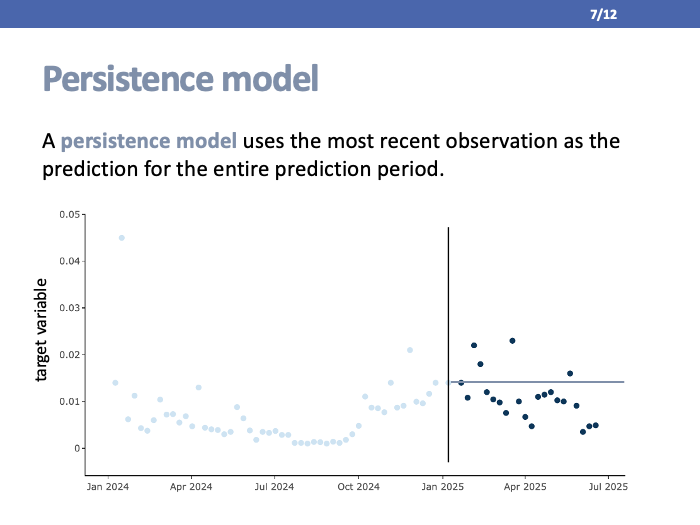 7/12
Persistence model
A persistence model uses the most recent observation as the
prediction for the entire prediction period.
0.05
0.04
0.03
0.02
0.01
0
target variable
Jan 2024
Apr 2024
Jul 2024
Oct 2024
Jan 2025
Apr 2025
Jul 2025